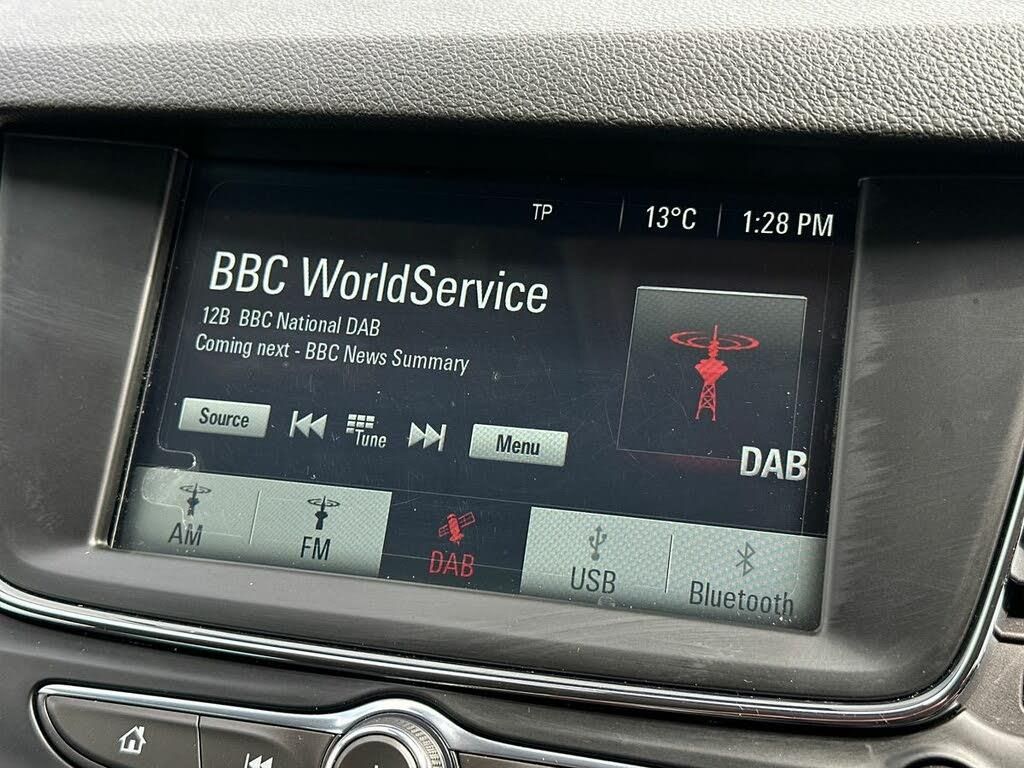 TP 13°C 1:28 PM
BBC WorldService
12B BBC National DAB
Coming next - BBC News Summary
Source Tune Menu
DAB
AM FM DAB USB Bluetooth